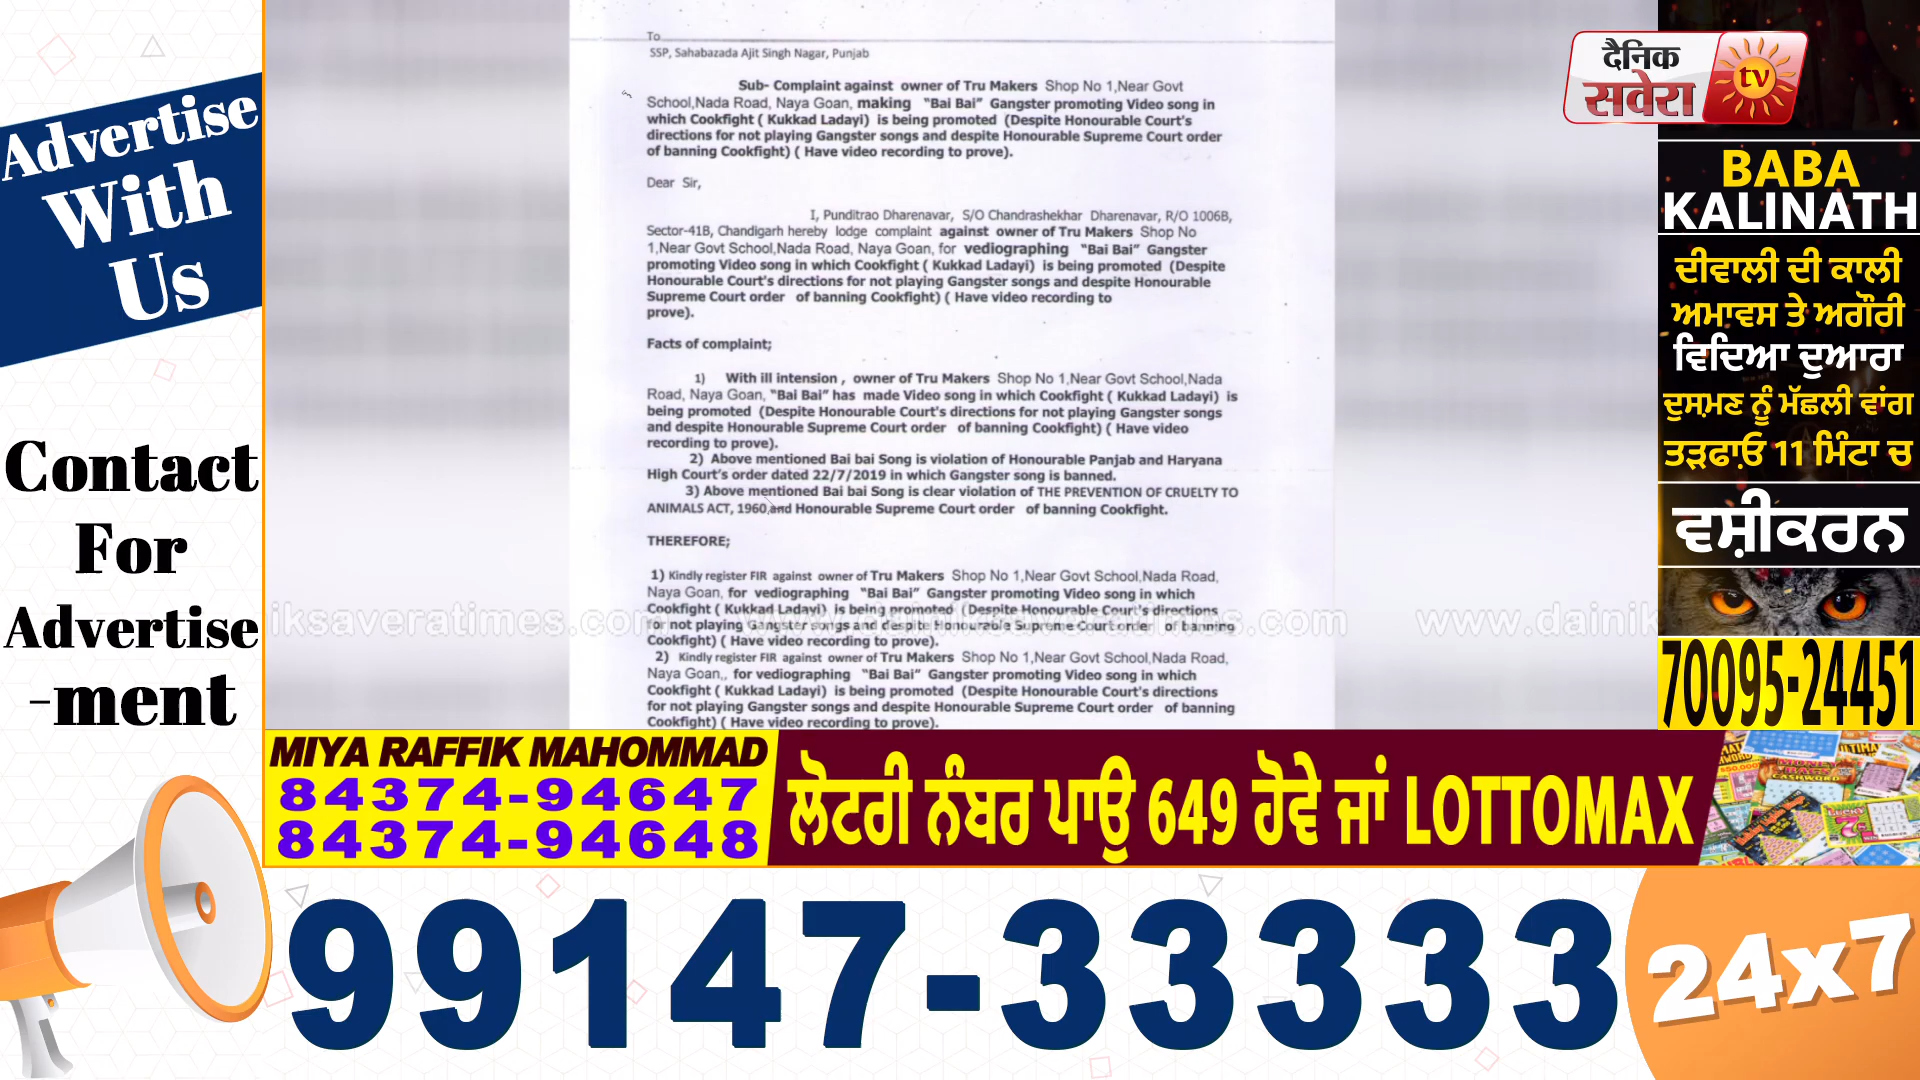 Advertise
With
Us
Contact
For
Advertise
-ment
To
SSP, Sahabazada Ajit Singh Nagar, Punjab
Sub- Complaint against owner of Tru Makers Shop No 1,Near Govt
School,Nada Road, Naya Goan, making "Bai Bai" Gangster promoting Video song in
which Cookfight ( Kukkad Ladayi) is being promoted (Despite Honourable Court's
directions for not playing Gangster songs and despite Honourable Supreme Court order
of banning Cookfight) ( Have video recording to prove).
Dear Sir,
I, Punditrao Dharenavar, S/O Chandrashekhar Dharenavar, R/O 1006B,
Sector-41B, Chandigarh hereby lodge complaint against owner of Tru Makers Shop No
1,Near Govt School,Nada Road, Naya Goan, for vediographing "Bai Bai" Gangster
promoting Video song in which Cookfight ( Kukkad Ladayi) is being promoted (Despite
Honourable Court's directions for not playing Gangster songs and despite Honourable
Supreme Court order of banning Cookfight) ( Have video recording to
prove).
Facts of complaint;
1) With ill intension , owner of Tru Makers Shop No 1,Near Govt School,Nada
Road, Naya Goan, "Bai Bai" has made Video song in which Cookfight ( Kukkad Ladayi) is
being promoted (Despite Honourable Court's directions for not playing Gangster songs
and despite Honourable Supreme Court order of banning Cookfight) ( Have video
recording to prove).
2) Above mentioned Bai bai Song is violation of Honourable Panjab and Haryana
High Court's order dated 22/7/2019 in which Gangster song is banned.
3) Above mentioned Bai bai Song is clear violation of THE PREVENTION OF CRUELTY TO
ANIMALS ACT, 1960,and Honourable Supreme Court order of banning Cookfight.
THEREFORE;
1) Kindly register FIR against owner of Tru Makers Shop No 1,Near Govt School,Nada Road,
Naya Goan, for vediographing "Bai Bai" Gangster promoting Video song in which
Cookfight ( Kukkad Ladayi) is being promoted (Despite Honourable Court's directions
for not playing Gangster songs and despite Honourable Supreme Court order of banning
Cookfight) ( Have video recording to prove).
2) Kindly register FIR against owner of Tru Makers Shop No 1,Near Govt School,Nada Road,
Naya Goan,, for vediographing "Bai Bai" Gangster promoting Video song in which
Cookfight ( Kukkad Ladayi) is being promoted (Despite Honourable Court's directions
for not playing Gangster songs and despite Honourable Supreme Court order of banning
Cookfight) ( Have video recording to prove).
iksaveratimes.com
www.dainik
दैनिक
सवेरा
tv
BABA
KALINATH
ਦੀਵਾਲੀ ਦੀ ਕਾਲੀ
ਅਮਾਵਸ ਤੇ ਅਗੌਰੀ
ਵਿਦਿਆ ਦੁਆਰਾ
ਦੁਸ਼ਮਣ ਨੂੰ ਮੱਛਲੀ ਵਾਂਗ
ਤੜਫਾਓ 11 ਮਿੰਟਾ ਚ
ਵਸ਼ੀਕਰਨ
70095-24451
MIYA RAFFIK MAHOMMAD
84374-94647
84374-94648
ਲੋਟਰੀ ਨੰਬਰ ਪਾਉ 649 ਹੋਵੇ ਜਾਂ LOTTOMAX
99147-33333
24x7